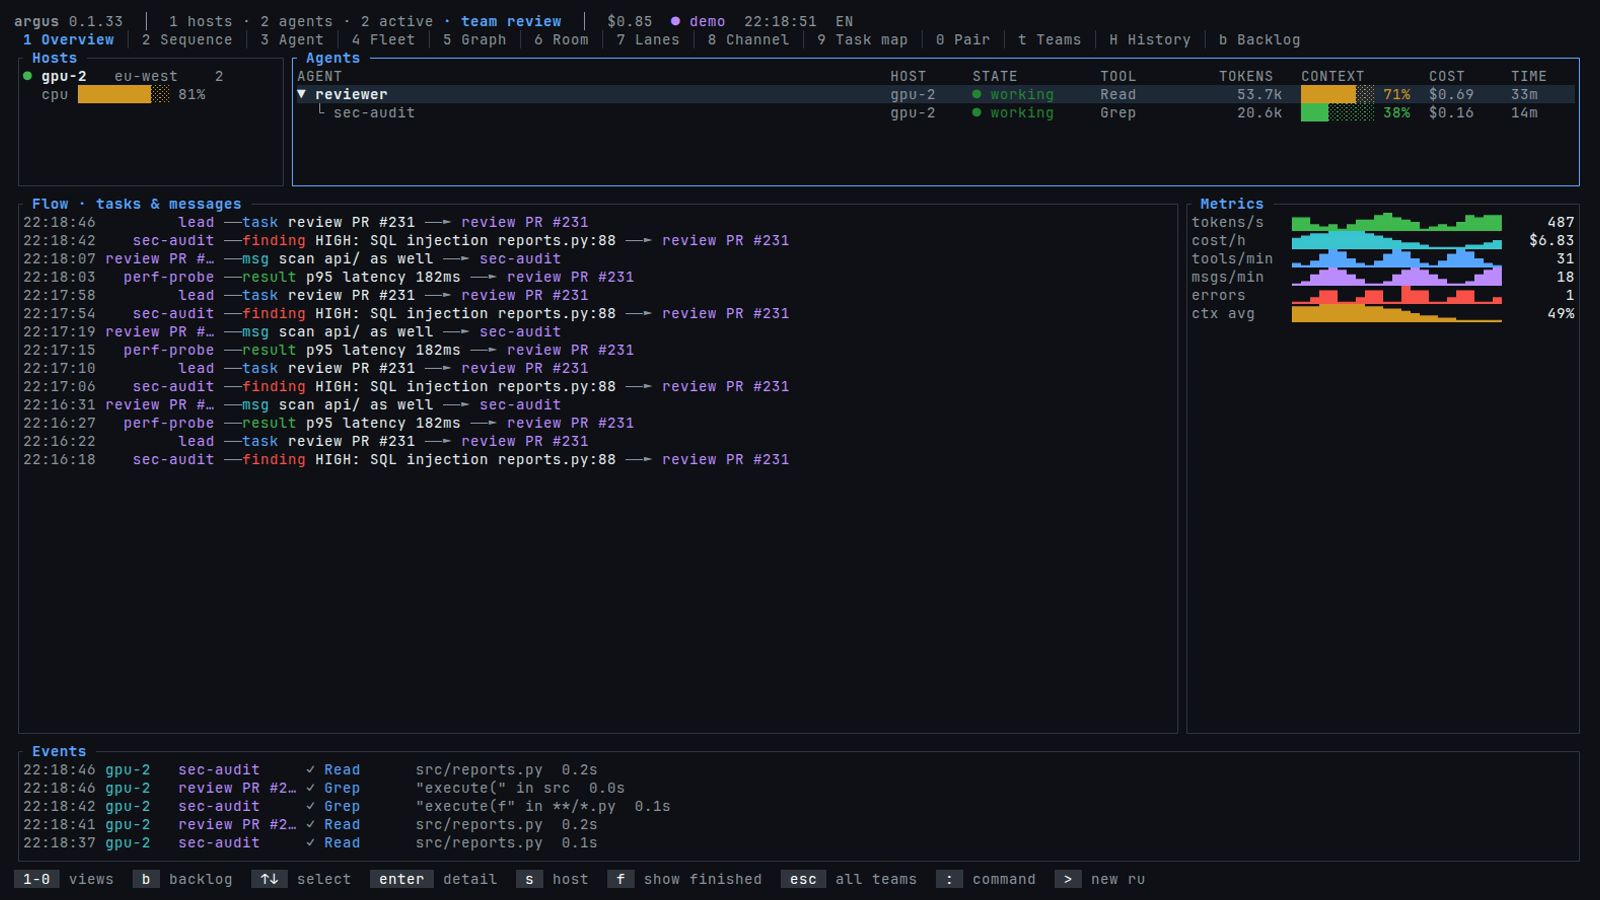 argus 0.1.33 │ 1 hosts · 2 agents · 2 active · team review │ $0.85 ● demo 22:18:51 EN
1 Overview │ 2 Sequence │ 3 Agent │ 4 Fleet │ 5 Graph │ 6 Room │ 7 Lanes │ 8 Channel │ 9 Task map │ 0 Pair │ t Teams │ H History │ b Backlog
Hosts
● gpu-2 eu-west 2
cpu 81%
Agents
AGENT HOST STATE TOOL TOKENS CONTEXT COST TIME
▼ reviewer gpu-2 ● working Read 53.7k 71% $0.69 33m
└ sec-audit gpu-2 ● working Grep 20.6k 38% $0.16 14m
Flow · tasks & messages
22:18:46 lead ──task review PR #231 ──► review PR #231
22:18:42 sec-audit ──finding HIGH: SQL injection reports.py:88 ──► review PR #231
22:18:07 review PR #… ──msg scan api/ as well ──► sec-audit
22:18:03 perf-probe ──result p95 latency 182ms ──► review PR #231
22:17:58 lead ──task review PR #231 ──► review PR #231
22:17:54 sec-audit ──finding HIGH: SQL injection reports.py:88 ──► review PR #231
22:17:19 review PR #… ──msg scan api/ as well ──► sec-audit
22:17:15 perf-probe ──result p95 latency 182ms ──► review PR #231
22:17:10 lead ──task review PR #231 ──► review PR #231
22:17:06 sec-audit ──finding HIGH: SQL injection reports.py:88 ──► review PR #231
22:16:31 review PR #… ──msg scan api/ as well ──► sec-audit
22:16:27 perf-probe ──result p95 latency 182ms ──► review PR #231
22:16:22 lead ──task review PR #231 ──► review PR #231
22:16:18 sec-audit ──finding HIGH: SQL injection reports.py:88 ──► review PR #231
Metrics
tokens/s 487
cost/h $6.83
tools/min 31
msgs/min 18
errors 1
ctx avg 49%
Events
22:18:46 gpu-2 sec-audit ✓ Read src/reports.py 0.2s
22:18:46 gpu-2 review PR #2… ✓ Grep "execute(" in src 0.0s
22:18:42 gpu-2 sec-audit ✓ Grep "execute(f" in **/*.py 0.1s
22:18:41 gpu-2 review PR #2… ✓ Read src/reports.py 0.2s
22:18:37 gpu-2 sec-audit ✓ Read src/reports.py 0.1s
1-0 views b backlog ↑↓ select enter detail s host f show finished esc all teams : command > new ru